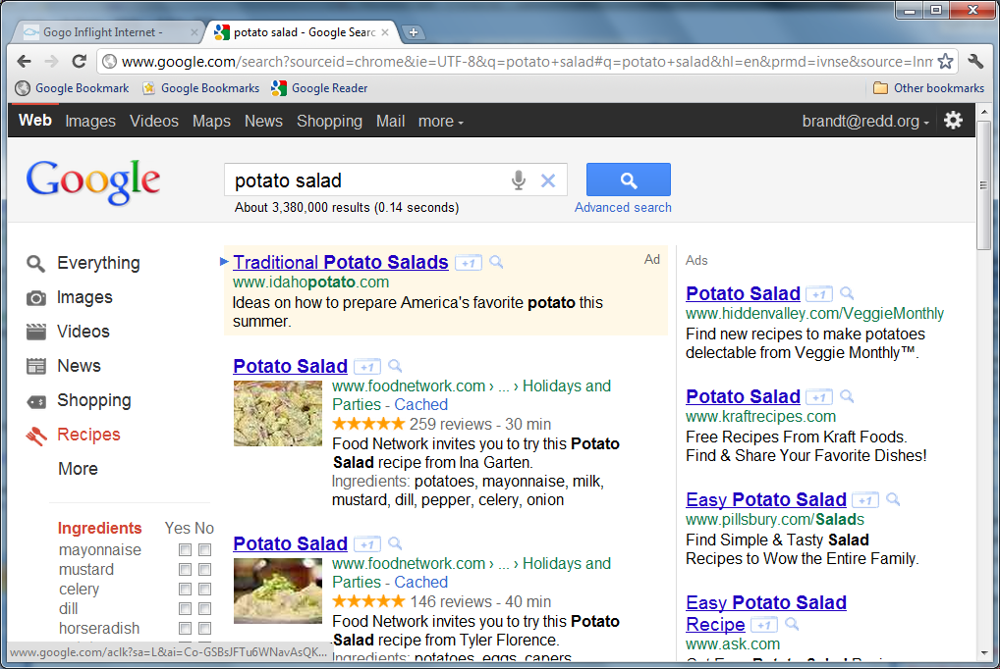 Gogo Inflight Internet -
potato salad - Google Searc
www.google.com/search?sourceid=chrome&ie=UTF-8&q=potato+salad#q=potato+salad&hl=en&prmd=ivnse&source=lnm
Google Bookmark
Google Bookmarks
Google Reader
Other bookmarks
Web Images Videos Maps News Shopping Mail more
brandt@redd.org
Google
potato salad
About 3,380,000 results (0.14 seconds)
Advanced search
Everything
Images
Videos
News
Shopping
Recipes
More
Ingredients Yes No
mayonnaise
mustard
celery
dill
horseradish
Traditional Potato Salads +1
Ad
www.idahopotato.com
Ideas on how to prepare America's favorite potato this
summer.
Potato Salad +1
www.foodnetwork.com › ... › Holidays and
Parties - Cached
259 reviews - 30 min
Food Network invites you to try this Potato
Salad recipe from Ina Garten.
Ingredients: potatoes, mayonnaise, milk,
mustard, dill, pepper, celery, onion
Potato Salad +1
www.foodnetwork.com › ... › Holidays and
Parties - Cached
146 reviews - 40 min
Food Network invites you to try this Potato
Salad recipe from Tyler Florence.
Ingredients: potatoes, eggs, capers
Ads
Potato Salad +1
www.hiddenvalley.com/VeggieMonthly
Find new recipes to make potatoes
delectable from Veggie Monthly™.
Potato Salad +1
www.kraftrecipes.com
Free Recipes From Kraft Foods.
Find & Share Your Favorite Dishes!
Easy Potato Salad +1
www.pillsbury.com/Salads
Find Simple & Tasty Salad
Recipes to Wow the Entire Family.
Easy Potato Salad
Recipe +1
www.ask.com
Get Easy Potato Salad Recipe
www.google.com/aclk?sa=L&ai=Co-GSBsJFTu6WNavAsQK...